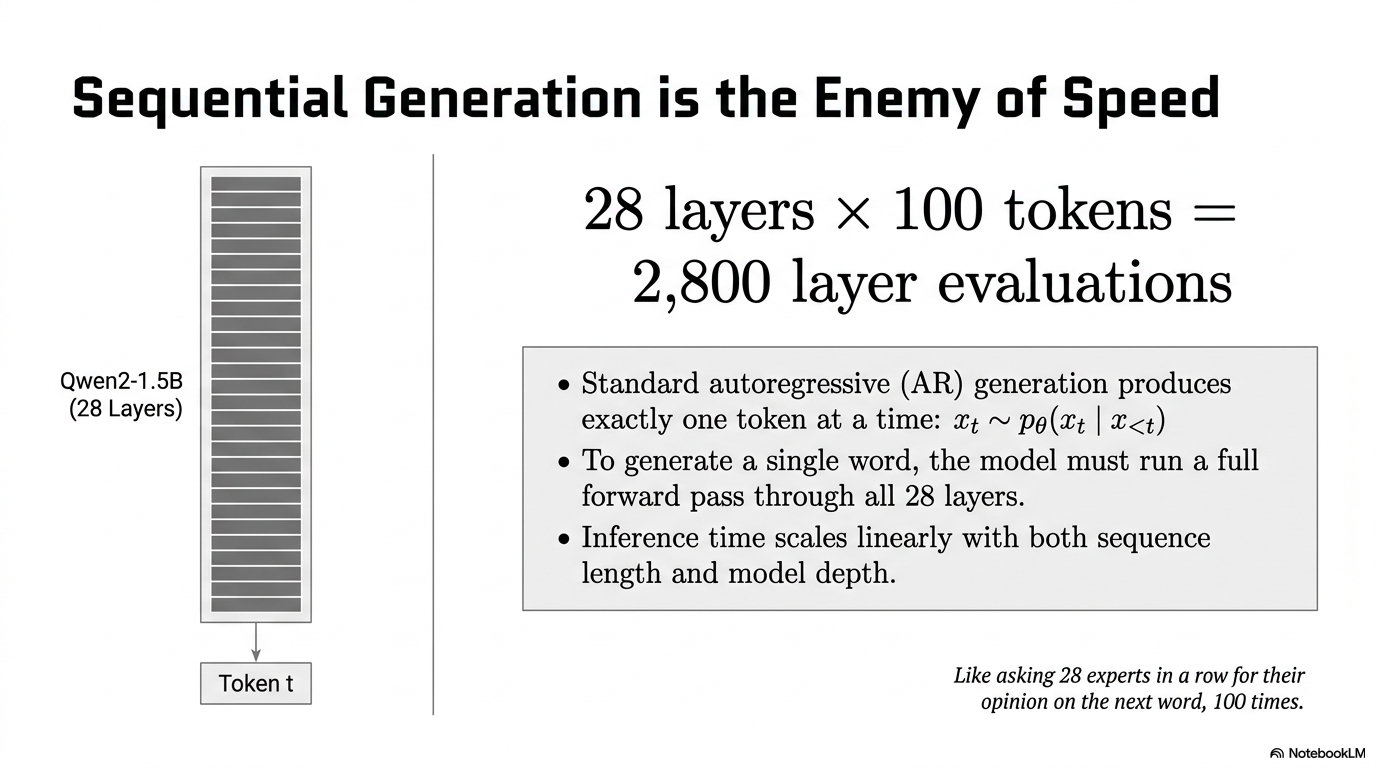 Sequential Generation is the Enemy of Speed
Qwen2-1.5B
(28 Layers)
Token t
28 layers × 100 tokens =
2,800 layer evaluations
• Standard autoregressive (AR) generation produces
exactly one token at a time: xₜ ∼ p_θ(xₜ | x_{<t})
• To generate a single word, the model must run a full
forward pass through all 28 layers.
• Inference time scales linearly with both sequence
length and model depth.
Like asking 28 experts in a row for their
opinion on the next word, 100 times.
NotebookLM